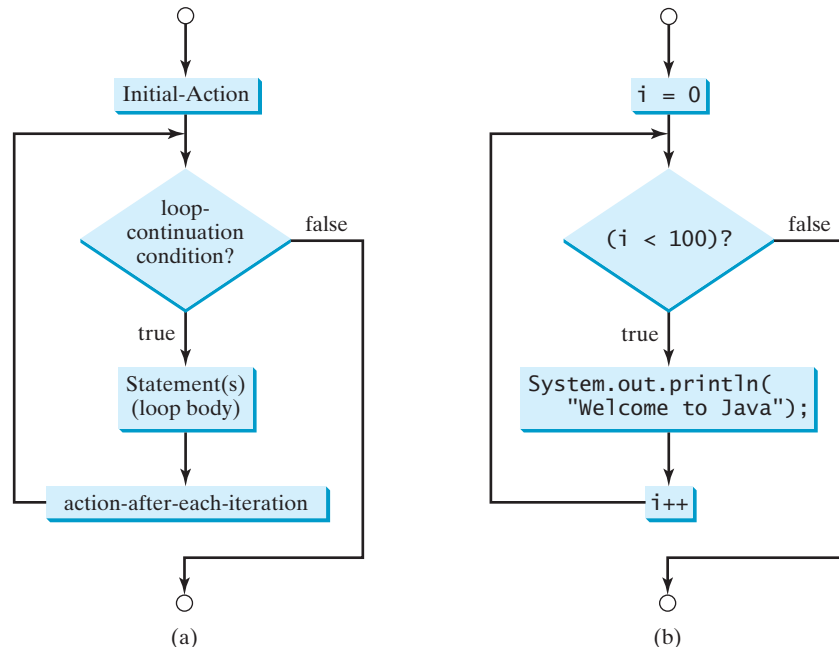 Initial-Action
loop-
continuation
condition?
false
true
Statement(s)
(loop body)
action-after-each-iteration
(a)
i = 0
(i < 100)?
false
true
System.out.println(
"Welcome to Java");
i++
(b)